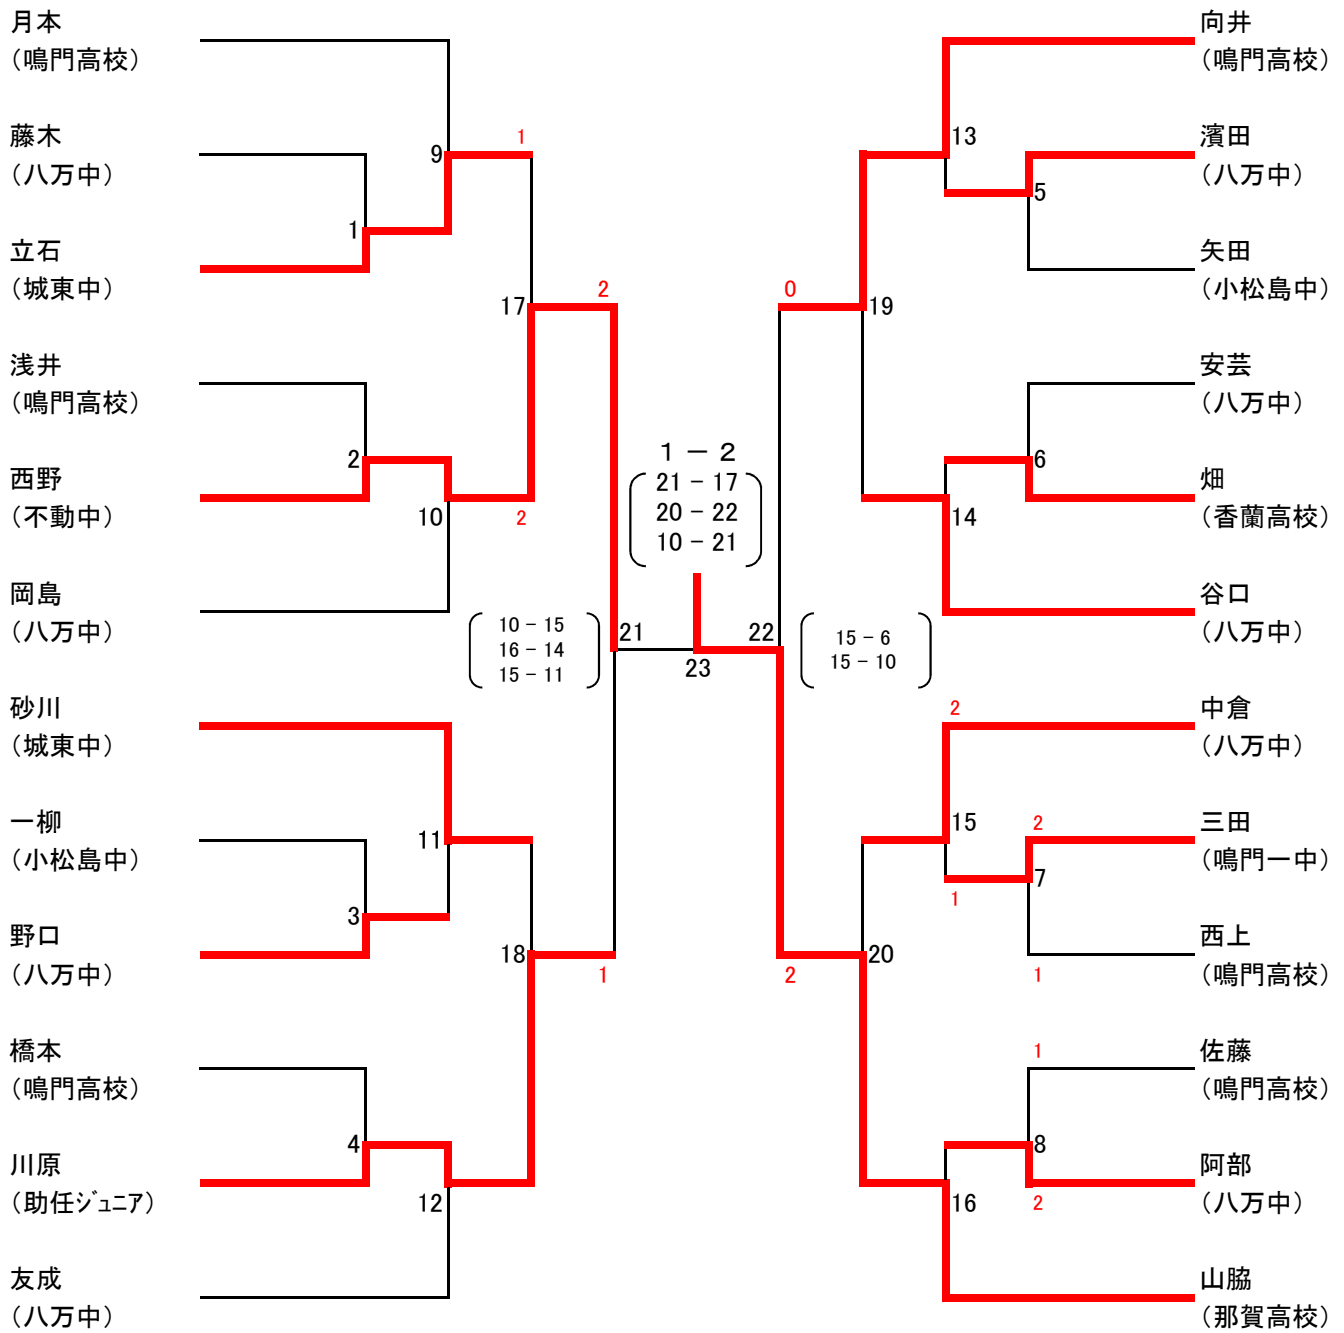 月本
（鳴門高校）
藤木
（八万中）
立石
（城東中）
浅井
（鳴門高校）
西野
（不動中）
岡島
（八万中）
砂川
（城東中）
一柳
（小松島中）
野口
（八万中）
橋本
（鳴門高校）
川原
（助任ｼﾞｭﾆｱ）
友成
（八万中）
1
2
3
4
9
10
11
12
1
2
17
18
2
1
21
10 − 15
16 − 14
15 − 11
1 − 2
21 − 17
20 − 22
10 − 21
23
22
15 − 6
15 − 10
0
2
19
20
13
14
15
16
2
1
5
6
7
8
2
1
1
2
向井
（鳴門高校）
濱田
（八万中）
矢田
（小松島中）
安芸
（八万中）
畑
（香蘭高校）
谷口
（八万中）
中倉
（八万中）
三田
（鳴門一中）
西上
（鳴門高校）
佐藤
（鳴門高校）
阿部
（八万中）
山脇
（那賀高校）